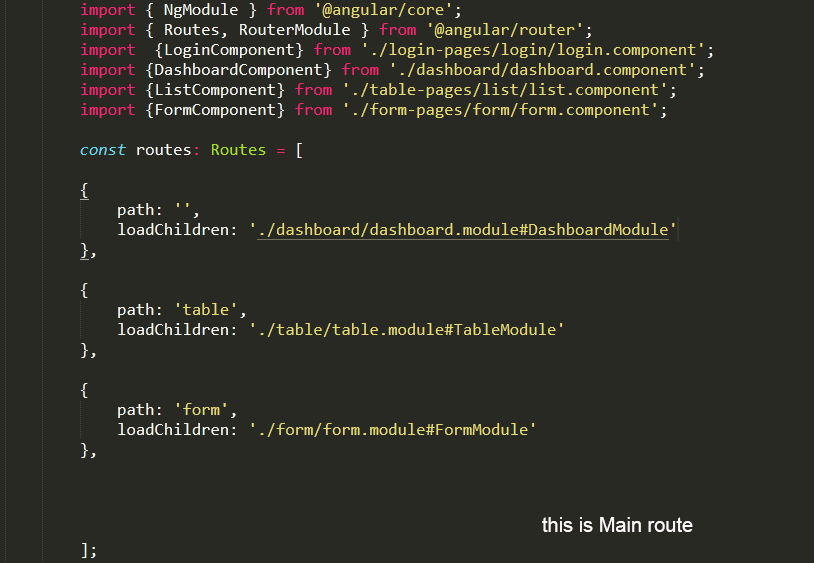 import { NgModule } from '@angular/core';
import { Routes, RouterModule } from '@angular/router';
import  {LoginComponent} from './login-pages/login/login.component';
import {DashboardComponent} from './dashboard/dashboard.component';
import {ListComponent} from './table-pages/list/list.component';
import {FormComponent} from './form-pages/form/form.component';
const routes: Routes = [
{
path: '',
loadChildren: './dashboard/dashboard.module#DashboardModule'
},
{
path: 'table',
loadChildren: './table/table.module#TableModule'
},
{
path: 'form',
loadChildren: './form/form.module#FormModule'
},
this is Main route
];